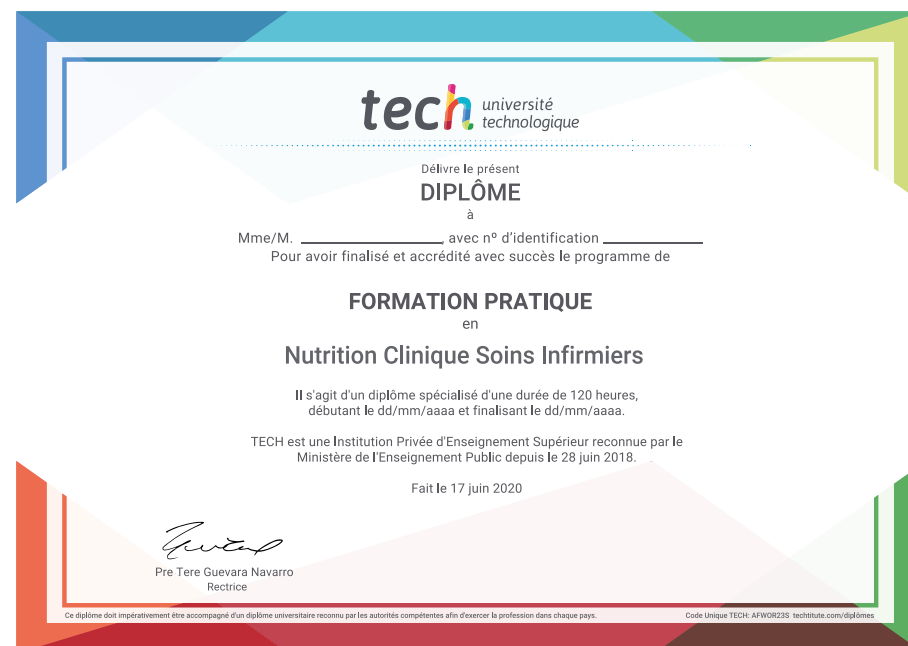 tech université
technologique
Délivre le présent
DIPLÔME
à
Mme/M. ____________________, avec nº d'identification ______________
Pour avoir finalisé et accrédité avec succès le programme de
FORMATION PRATIQUE
en
Nutrition Clinique Soins Infirmiers
Il s'agit d'un diplôme spécialisé d'une durée de 120 heures,
débutant le dd/mm/aaaa et finalisant le dd/mm/aaaa.
TECH est une Institution Privée d'Enseignement Supérieur reconnue par le
Ministère de l'Enseignement Public depuis le 28 juin 2018.
Fait le 17 juin 2020
Pre Tere Guevara Navarro
Rectrice
Ce diplôme doit impérativement être accompagné d'un diplôme universitaire reconnu par les autorités compétentes afin d'exercer la profession dans chaque pays.
Code Unique TECH: AFWOR23S techtitute.com/diplômes